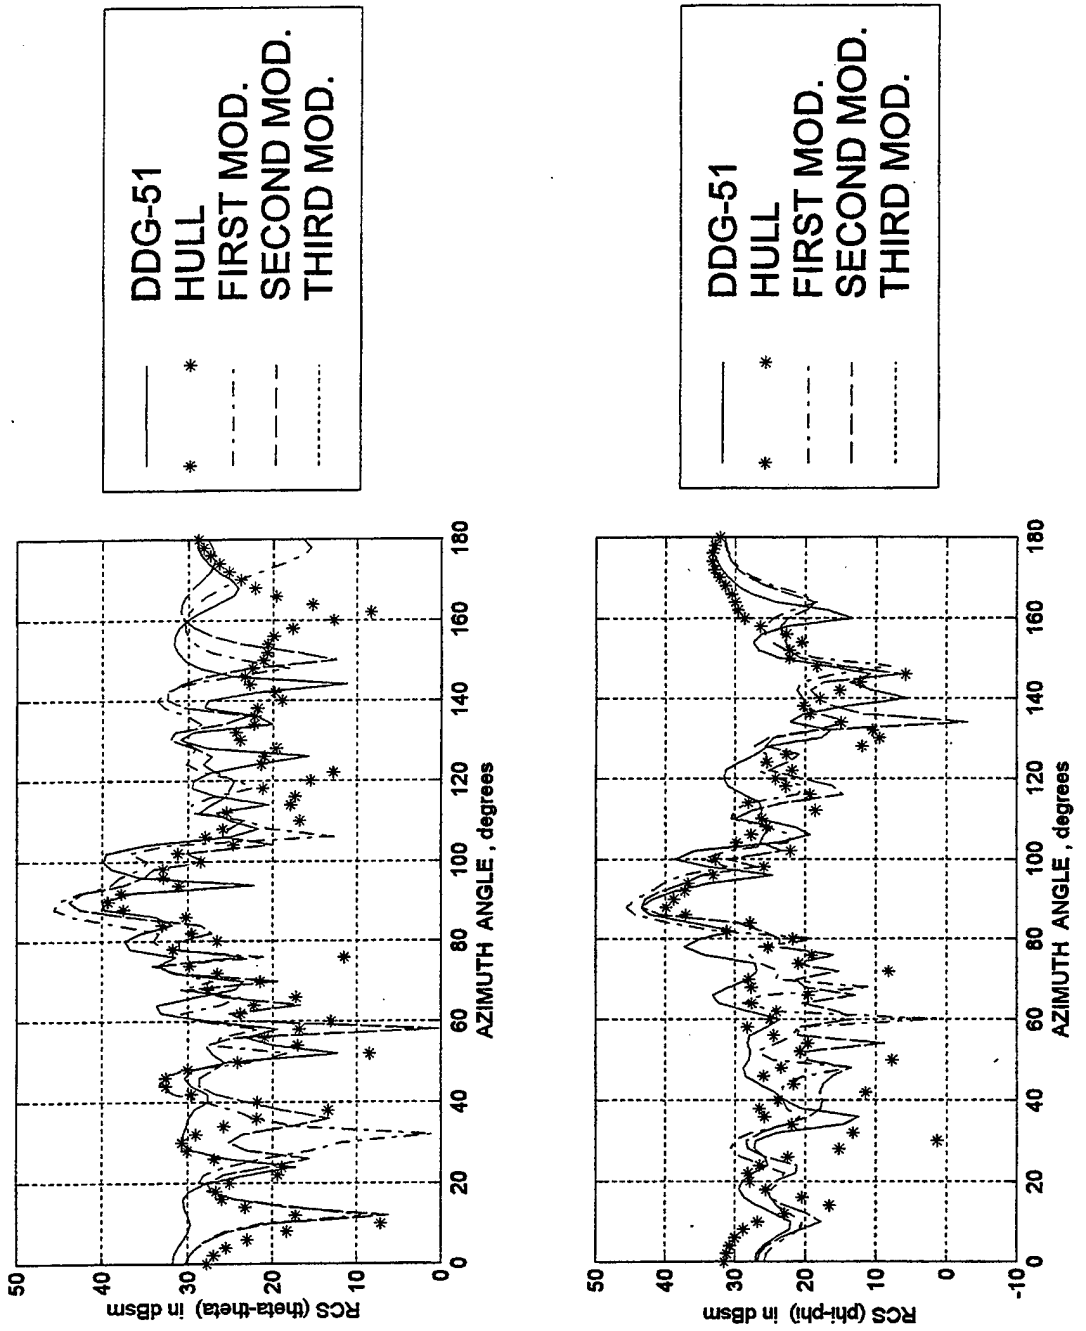 50
40
30
20
10
0
RCS (theta-theta) in dBsm
0
20
40
60
80
100
120
140
160
180
AZIMUTH ANGLE , degrees
DDG-51
HULL
FIRST MOD.
SECOND MOD.
THIRD MOD.
50
40
30
20
10
0
-10
RCS (phi-phi) in dBsm
0
20
40
60
80
100
120
140
160
180
AZIMUTH ANGLE , degrees
DDG-51
HULL
FIRST MOD.
SECOND MOD.
THIRD MOD.